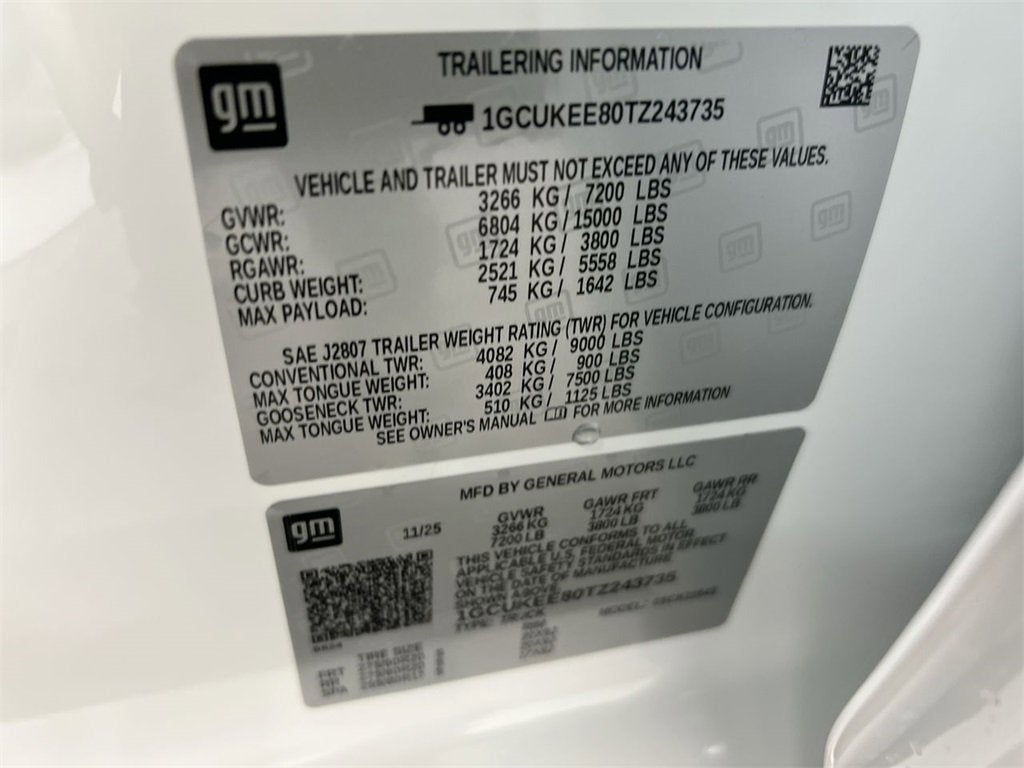 gm
TRAILERING INFORMATION
1GCUKEE80TZ243735
VEHICLE AND TRAILER MUST NOT EXCEED ANY OF THESE VALUES.
GVWR: 3266 KG / 7200 LBS
GCWR: 6804 KG / 15000 LBS
RGAWR: 1724 KG / 3800 LBS
CURB WEIGHT: 2521 KG / 5558 LBS
MAX PAYLOAD: 745 KG / 1642 LBS
SAE J2807 TRAILER WEIGHT RATING (TWR) FOR VEHICLE CONFIGURATION.
CONVENTIONAL TWR: 4082 KG / 9000 LBS
MAX TONGUE WEIGHT: 408 KG / 900 LBS
GOOSENECK TWR: 3402 KG / 7500 LBS
MAX TONGUE WEIGHT: 510 KG / 1125 LBS
SEE OWNER'S MANUAL FOR MORE INFORMATION
gm
MFD BY GENERAL MOTORS LLC
11/25
GVWR GAWR FRT GAWR RR
3266 KG 1724 KG 1724 KG
7200 LB 3800 LB 3800 LB
THIS VEHICLE CONFORMS TO ALL
APPLICABLE U.S. FEDERAL MOTOR
VEHICLE SAFETY STANDARDS IN EFFECT
ON THE DATE OF MANUFACTURE
SHOWN ABOVE
1GCUKEE80TZ243735
TYPE: TRUCK MODEL:
TIRE SIZE
FRT
RR
SPA